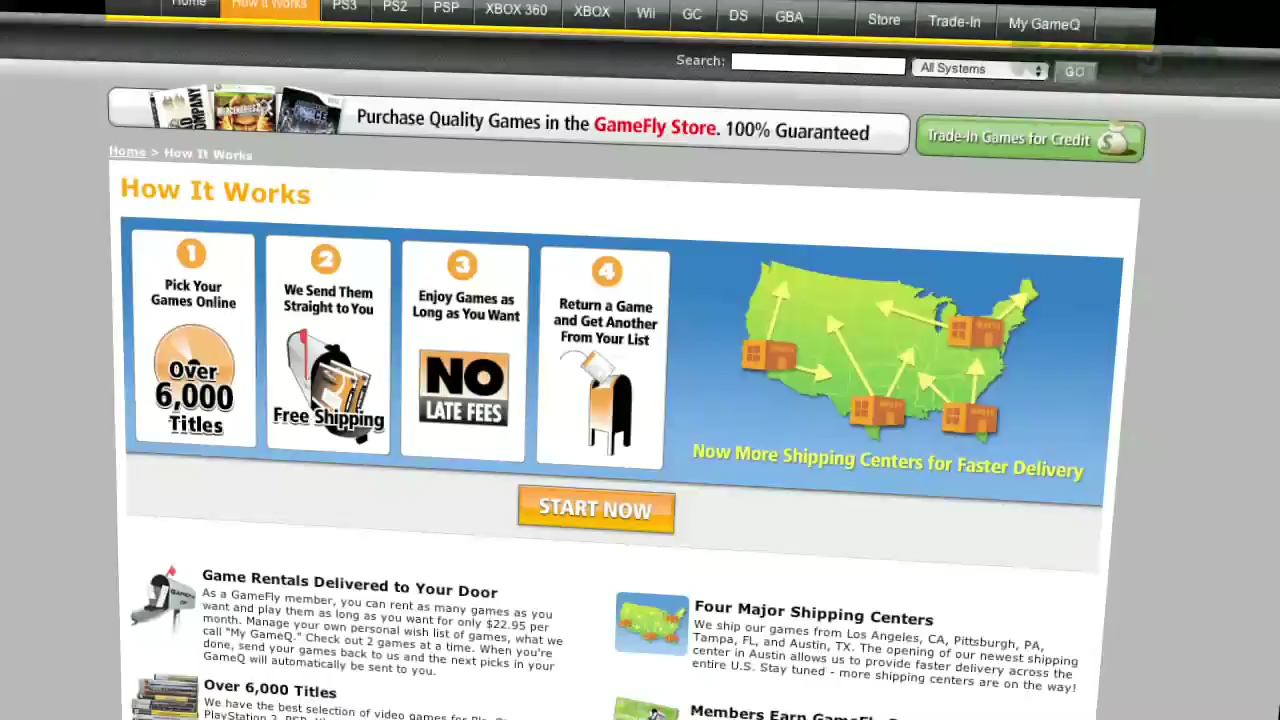 Home How It Works PS3 PS2 PSP XBOX 360 XBOX Wii GC DS GBA Store Trade-In My GameQ
Search: All Systems GO
Purchase Quality Games in the GameFly Store. 100% Guaranteed
Trade-In Games for Credit
Home > How It Works
How It Works
1
Pick Your
Games Online
Over
6,000
Titles
2
We Send Them
Straight to You
Free Shipping
3
Enjoy Games as
Long as You Want
NO
LATE FEES
4
Return a Game
and Get Another
From Your List
Now More Shipping Centers for Faster Delivery
START NOW
Game Rentals Delivered to Your Door
As a GameFly member, you can rent as many games as you
want and play them as long as you want for only $22.95 per
month. Manage your own personal wish list of games, what we
call "My GameQ." Check out 2 games at a time. When you're
done, send your games back to us and the next picks in your
GameQ will automatically be sent to you.
Four Major Shipping Centers
We ship our games from Los Angeles, CA, Pittsburgh, PA,
Tampa, FL, and Austin, TX. The opening of our newest shipping
center in Austin allows us to provide faster delivery across the
entire U.S. Stay tuned - more shipping centers are on the way!
Over 6,000 Titles
We have the best selection of video games for
PlayStation 2, PSP,
Members Earn GameFly